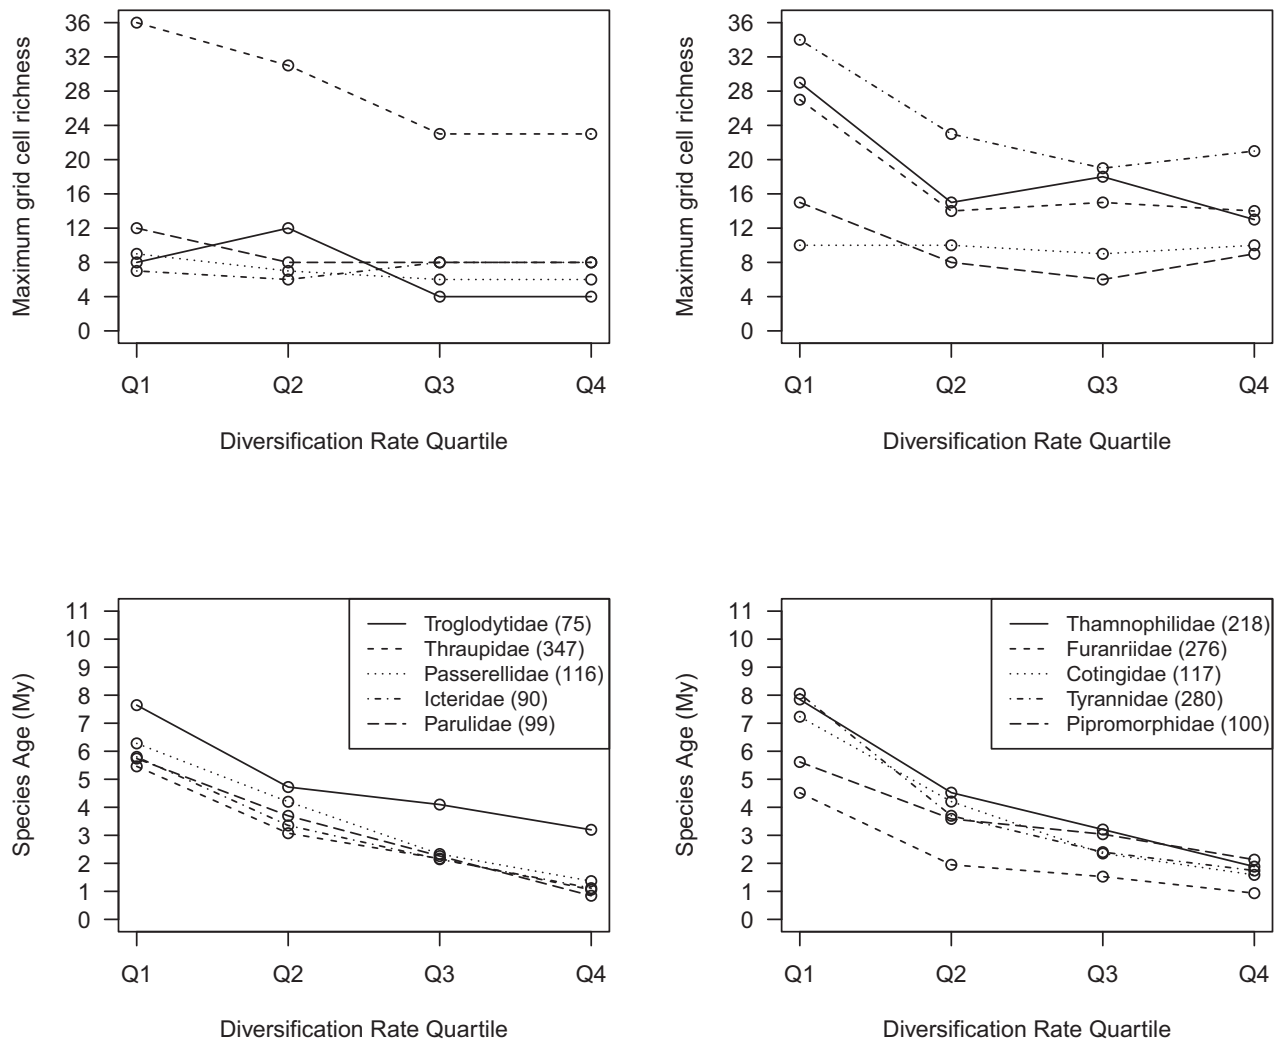 Maximum grid cell richness
36
32
28
24
20
16
12
8
4
0
Q1 Q2 Q3 Q4
Diversification Rate Quartile
Maximum grid cell richness
36
32
28
24
20
16
12
8
4
0
Q1 Q2 Q3 Q4
Diversification Rate Quartile
Species Age (My)
11
10
9
8
7
6
5
4
3
2
1
0
Troglodytidae (75)
Thraupidae (347)
Passerellidae (116)
Icteridae (90)
Parulidae (99)
Q1 Q2 Q3 Q4
Diversification Rate Quartile
Species Age (My)
11
10
9
8
7
6
5
4
3
2
1
0
Thamnophilidae (218)
Furanriidae (276)
Cotingidae (117)
Tyrannidae (280)
Pipromorphidae (100)
Q1 Q2 Q3 Q4
Diversification Rate Quartile